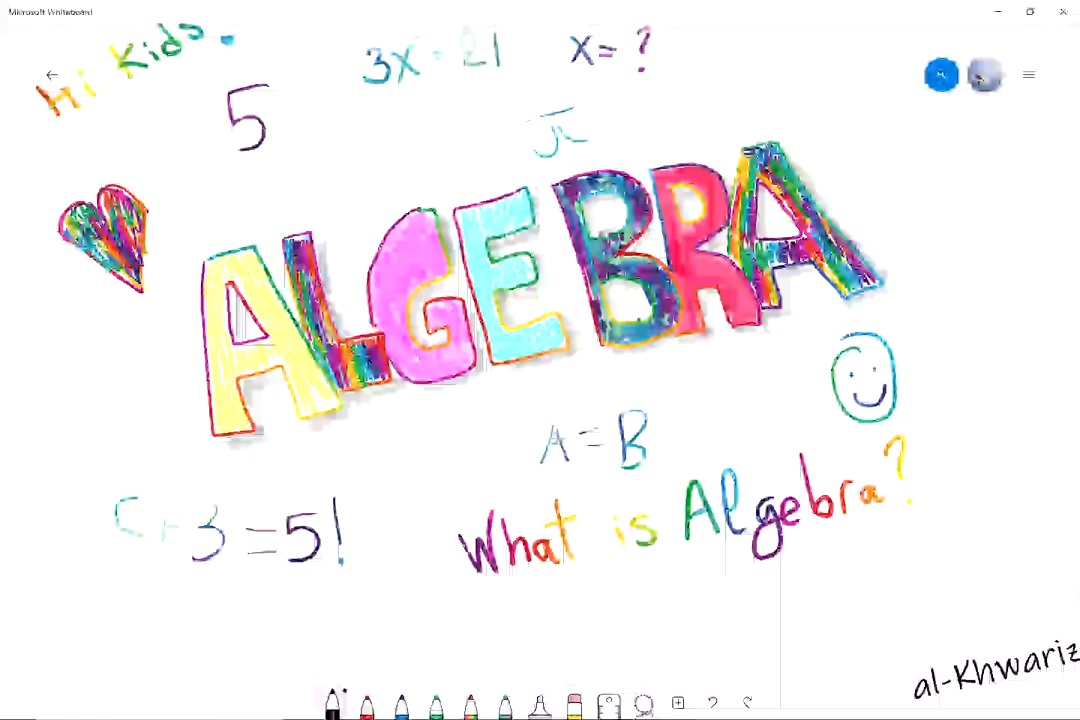 Microsoft Whiteboard
Hi Kids.
3x = 21
x= ?
5
π
ALGEBRA
A = B
C+3=5!
What is Algebra?
al-Khwariz